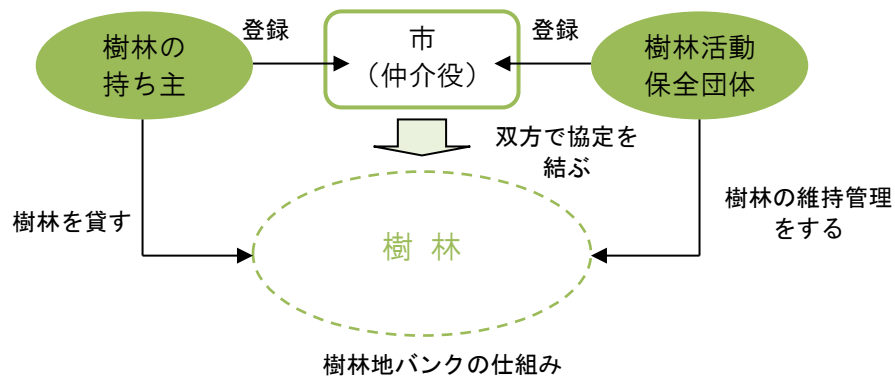 樹林の
持ち主
登録
市
（仲介役）
登録
樹林活動
保全団体
双方で協定を
結ぶ
樹林を貸す
樹林の維持管理
をする
樹 林
樹林地バンクの仕組み